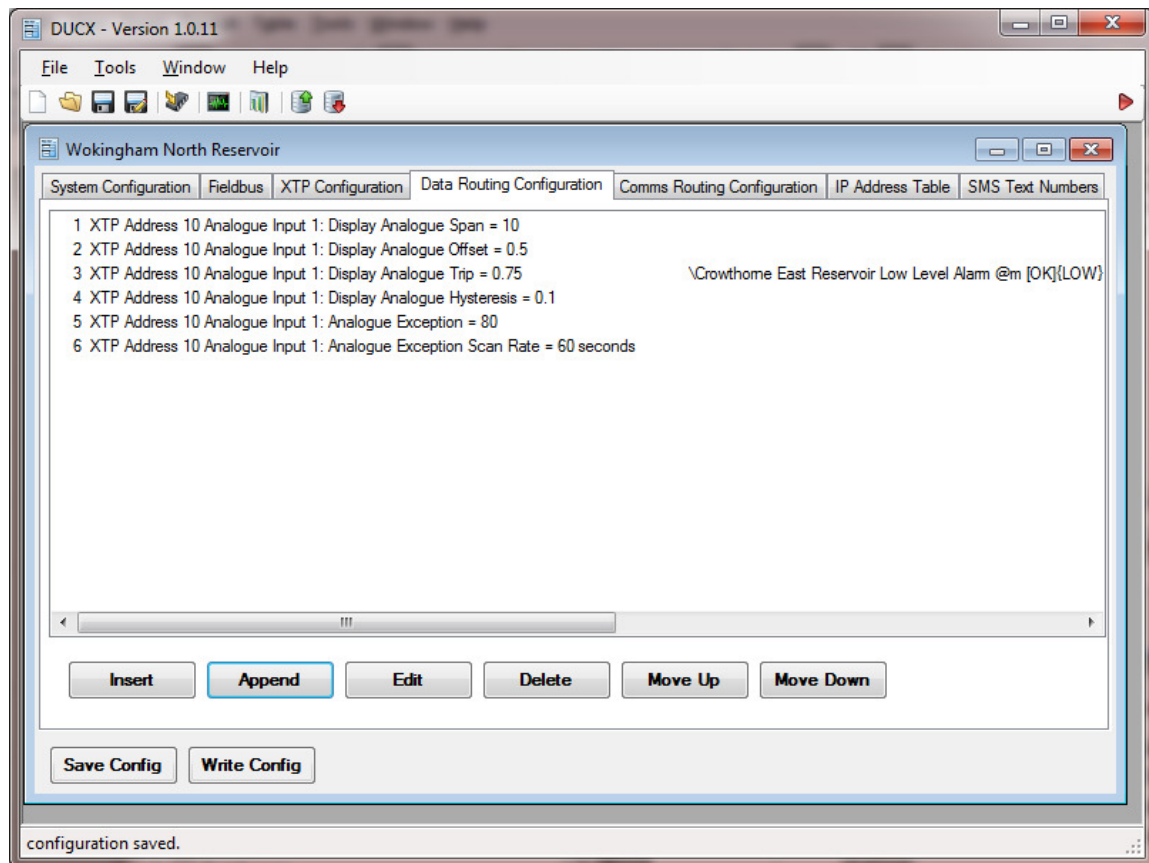 DUCX - Version 1.0.11
File Tools Window Help
Wokingham North Reservoir
System Configuration Fieldbus XTP Configuration Data Routing Configuration Comms Routing Configuration IP Address Table SMS Text Numbers
1 XTP Address 10 Analogue Input 1: Display Analogue Span = 10
2 XTP Address 10 Analogue Input 1: Display Analogue Offset = 0.5
3 XTP Address 10 Analogue Input 1: Display Analogue Trip = 0.75 \Crowthorne East Reservoir Low Level Alarm @m [OK]{LOW}
4 XTP Address 10 Analogue Input 1: Display Analogue Hysteresis = 0.1
5 XTP Address 10 Analogue Input 1: Analogue Exception = 80
6 XTP Address 10 Analogue Input 1: Analogue Exception Scan Rate = 60 seconds
Insert Append Edit Delete Move Up Move Down
Save Config Write Config
configuration saved.